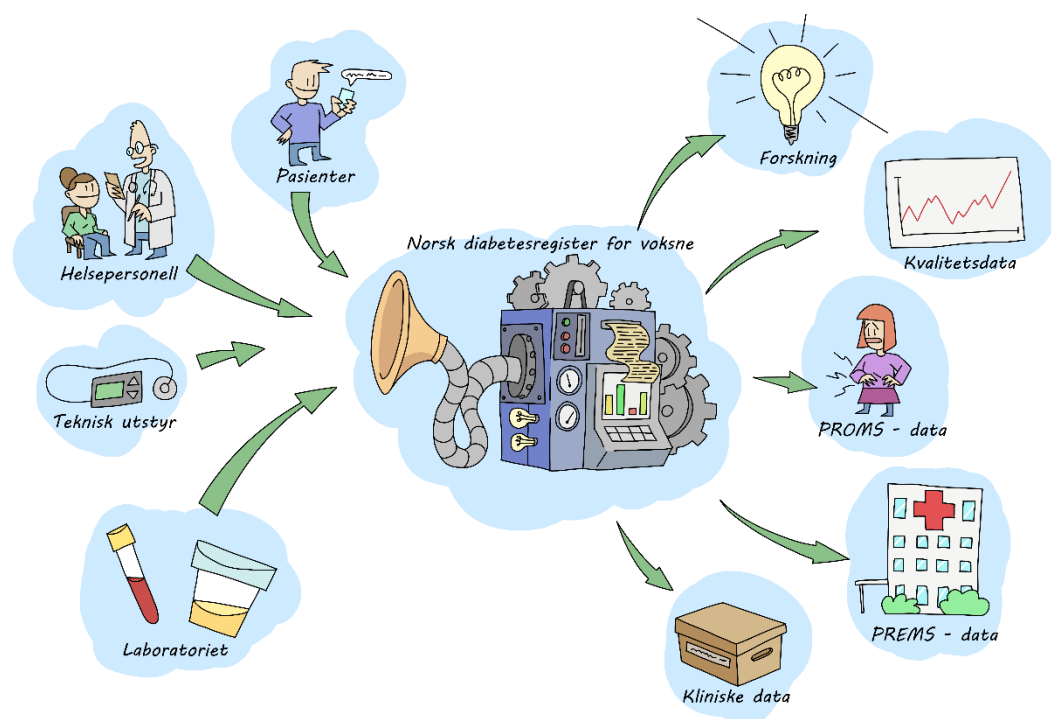 Pasienter
Forskning
Helsepersonell
Norsk diabetesregister for voksne
Kvalitetsdata
Teknisk utstyr
PROMS - data
Laboratoriet
PREMS - data
Kliniske data